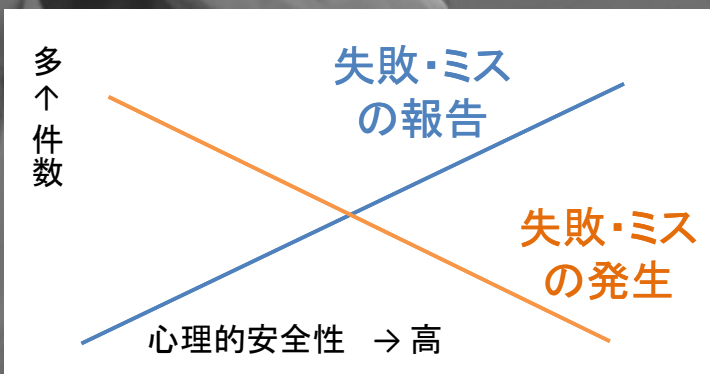 多↑件数
失敗・ミス
の報告
失敗・ミス
の発生
心理的安全性 →高